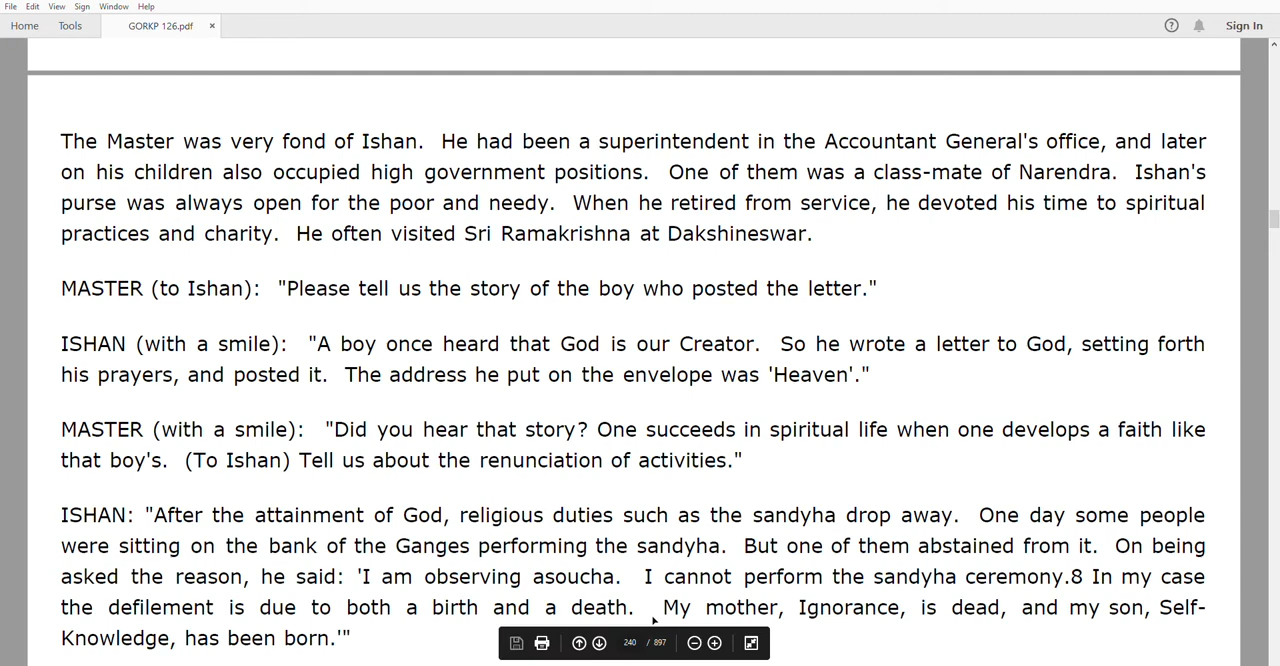 File Edit View Sign Window Help
Home Tools GORKP 126.pdf × ? Sign In
The Master was very fond of Ishan. He had been a superintendent in the Accountant General's office, and later
on his children also occupied high government positions. One of them was a class-mate of Narendra. Ishan's
purse was always open for the poor and needy. When he retired from service, he devoted his time to spiritual
practices and charity. He often visited Sri Ramakrishna at Dakshineswar.
MASTER (to Ishan): "Please tell us the story of the boy who posted the letter."
ISHAN (with a smile): "A boy once heard that God is our Creator. So he wrote a letter to God, setting forth
his prayers, and posted it. The address he put on the envelope was 'Heaven'."
MASTER (with a smile): "Did you hear that story? One succeeds in spiritual life when one develops a faith like
that boy's. (To Ishan) Tell us about the renunciation of activities."
ISHAN: "After the attainment of God, religious duties such as the sandyha drop away. One day some people
were sitting on the bank of the Ganges performing the sandyha. But one of them abstained from it. On being
asked the reason, he said: 'I am observing asoucha. I cannot perform the sandyha ceremony.8 In my case
the defilement is due to both a birth and a death. My mother, Ignorance, is dead, and my son, Self-
Knowledge, has been born.'"
240 / 897